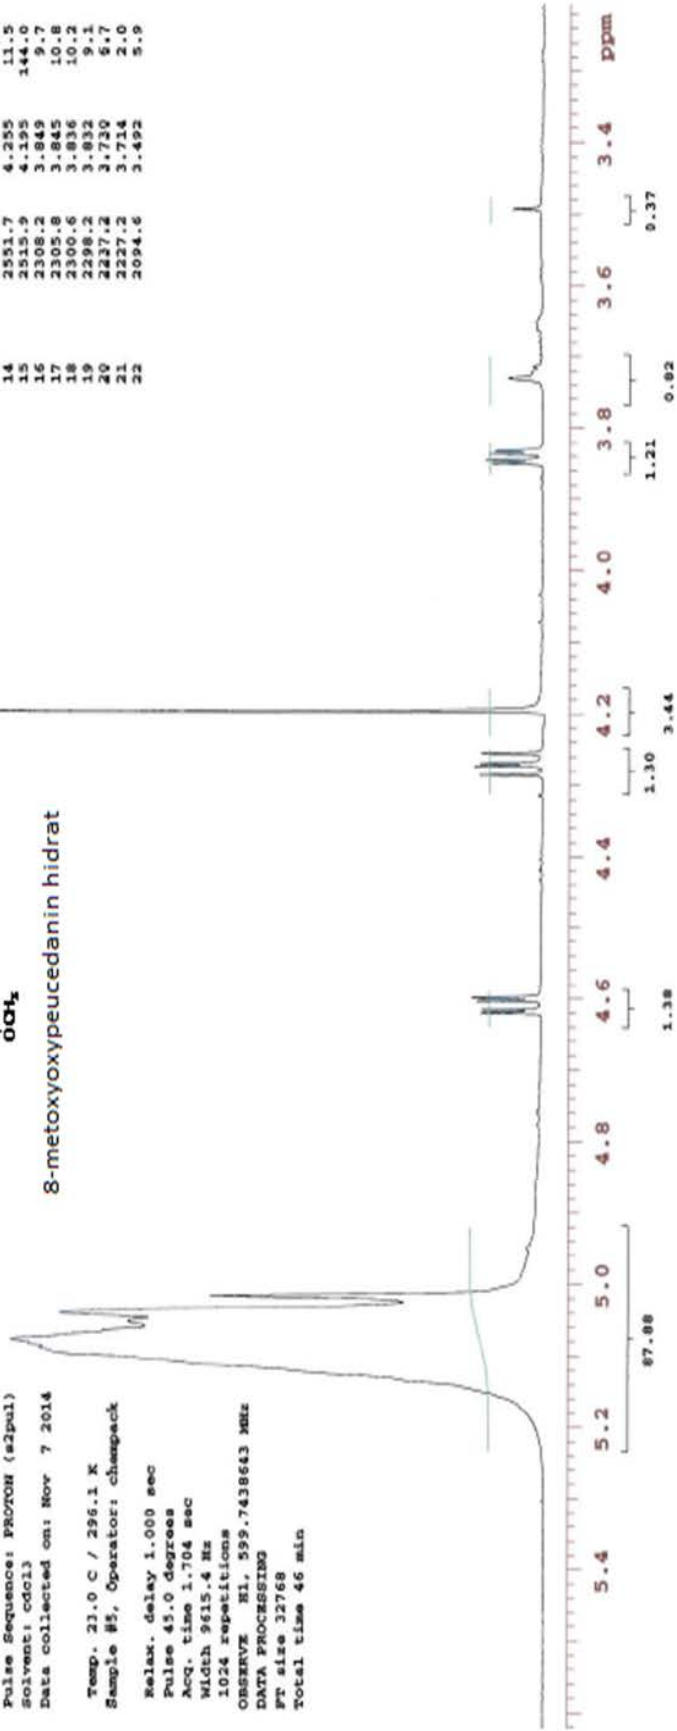 Pulse Sequence: PROTON (s2pul)
Solvent: cdcl3
Data collected on: Nov 7 2014
Temp. 23.0 C / 296.1 K
Sample #5, Operator: chempack
Relax. delay 1.000 sec
Pulse 45.0 degrees
Acq. time 1.704 sec
Width 9615.4 Hz
1024 repetitions
OBSERVE H1, 599.7438643 MHz
DATA PROCESSING
FT size 32768
Total time 46 min
OCH₃
8-metoxyoxypeucedanin hidrat
14 2551.7 4.255 11.5
15 2515.9 4.195 144.0
16 2308.2 3.849 9.7
17 2305.8 3.845 10.8
18 2300.6 3.836 10.2
19 2298.2 3.832 9.1
20 2237.2 3.730 6.7
21 2227.2 3.714 2.0
22 2094.6 3.492 5.9
5.4 5.2 5.0 4.8 4.6 4.4 4.2 4.0 3.8 3.6 3.4 ppm
87.88 1.38 1.30 3.44 1.21 0.82 0.37